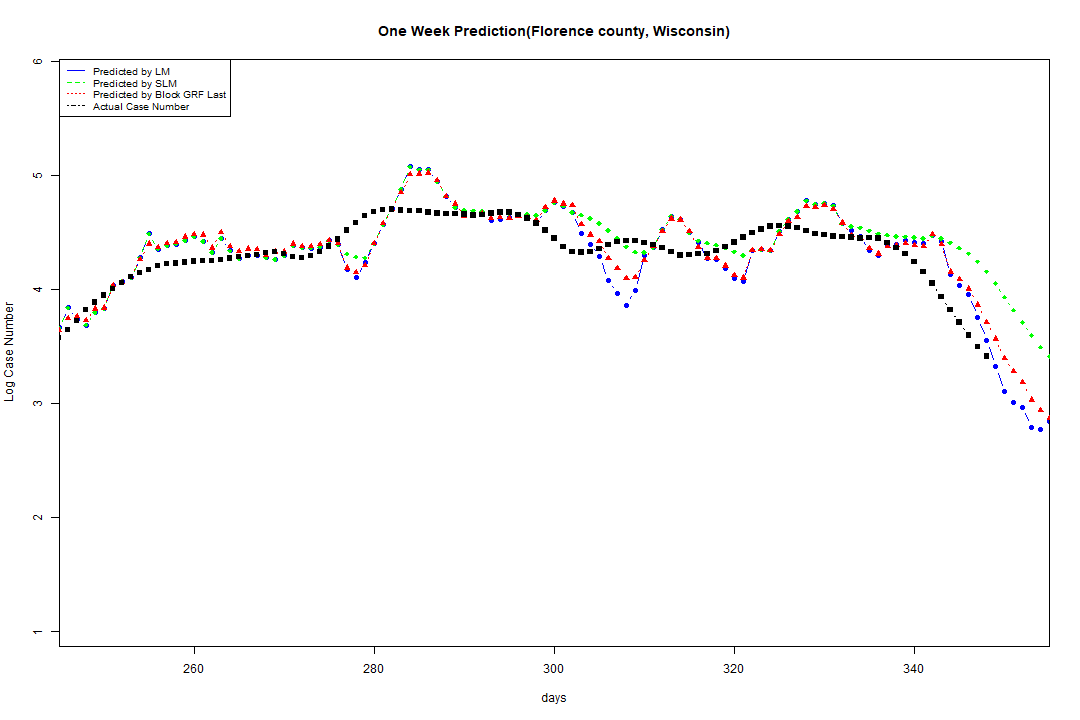 One Week Prediction(Florence county, Wisconsin)
Predicted by LM
Predicted by SLM
Predicted by Block GRF Last
Actual Case Number
6
5
4
3
2
1
Log Case Number
260 280 300 320 340
days